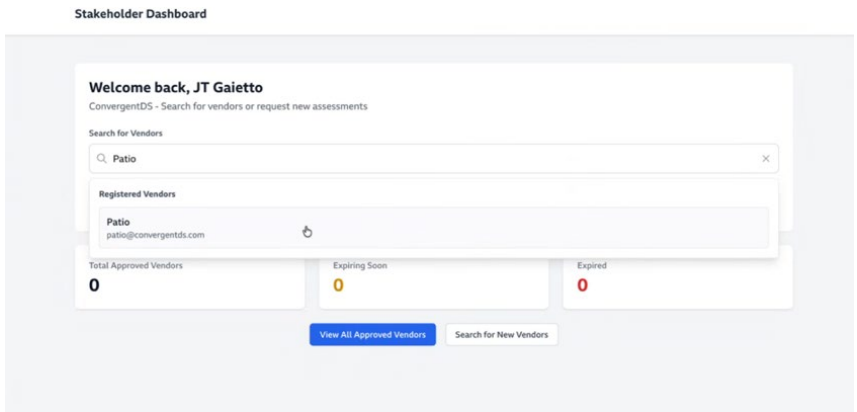 Stakeholder Dashboard
Welcome back, JT Gaietto
ConvergentDS - Search for vendors or request new assessments
Search for Vendors
Patio
Registered Vendors
Patio
patio@convergentds.com
Total Approved Vendors
0
Expiring Soon
0
Expired
0
View All Approved Vendors
Search for New Vendors